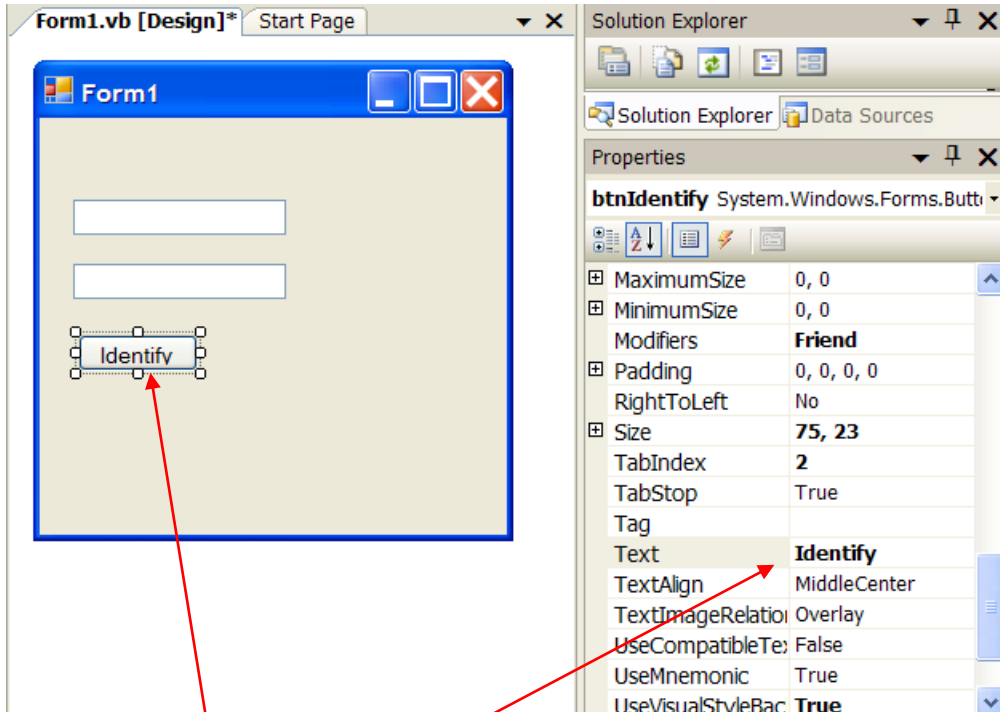 Form1.vb [Design]* Start Page
Form1
Identify
Solution Explorer
Solution Explorer Data Sources
Properties
btnIdentify System.Windows.Forms.Butt
MaximumSize 0, 0
MinimumSize 0, 0
Modifiers Friend
Padding 0, 0, 0, 0
RightToLeft No
Size 75, 23
TabIndex 2
TabStop True
Tag
Text Identify
TextAlign MiddleCenter
TextImageRelatio Overlay
UseCompatibleTe False
UseMnemonic True
UseVisualStyleBac True